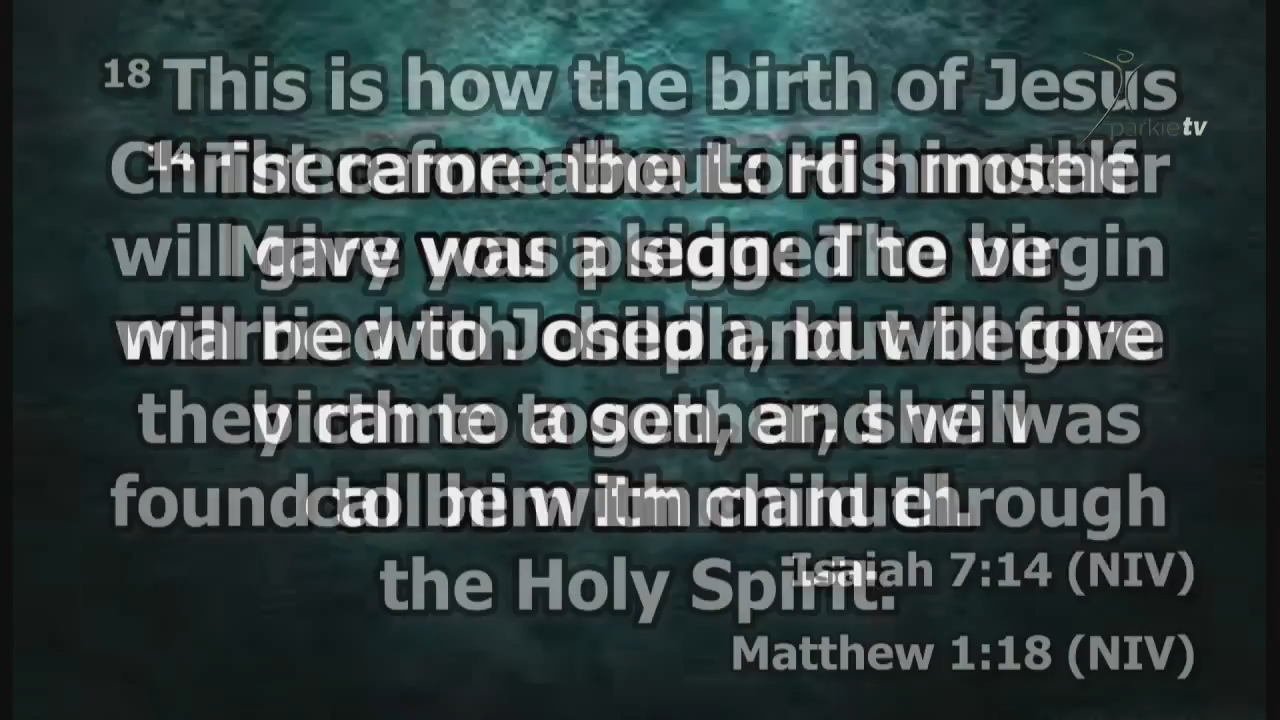 18 This is how the birth of Jesus
Christ came about: His mother
Mary was pledged to be
married to Joseph, but before
they came together, she was
found to be with child through
the Holy Spirit.
Matthew 1:18 (NIV)
14 Therefore the Lord himself
will give you a sign: The virgin
will be with child and will give
birth to a son, and will
call him Immanuel.
Isaiah 7:14 (NIV)
parkietv